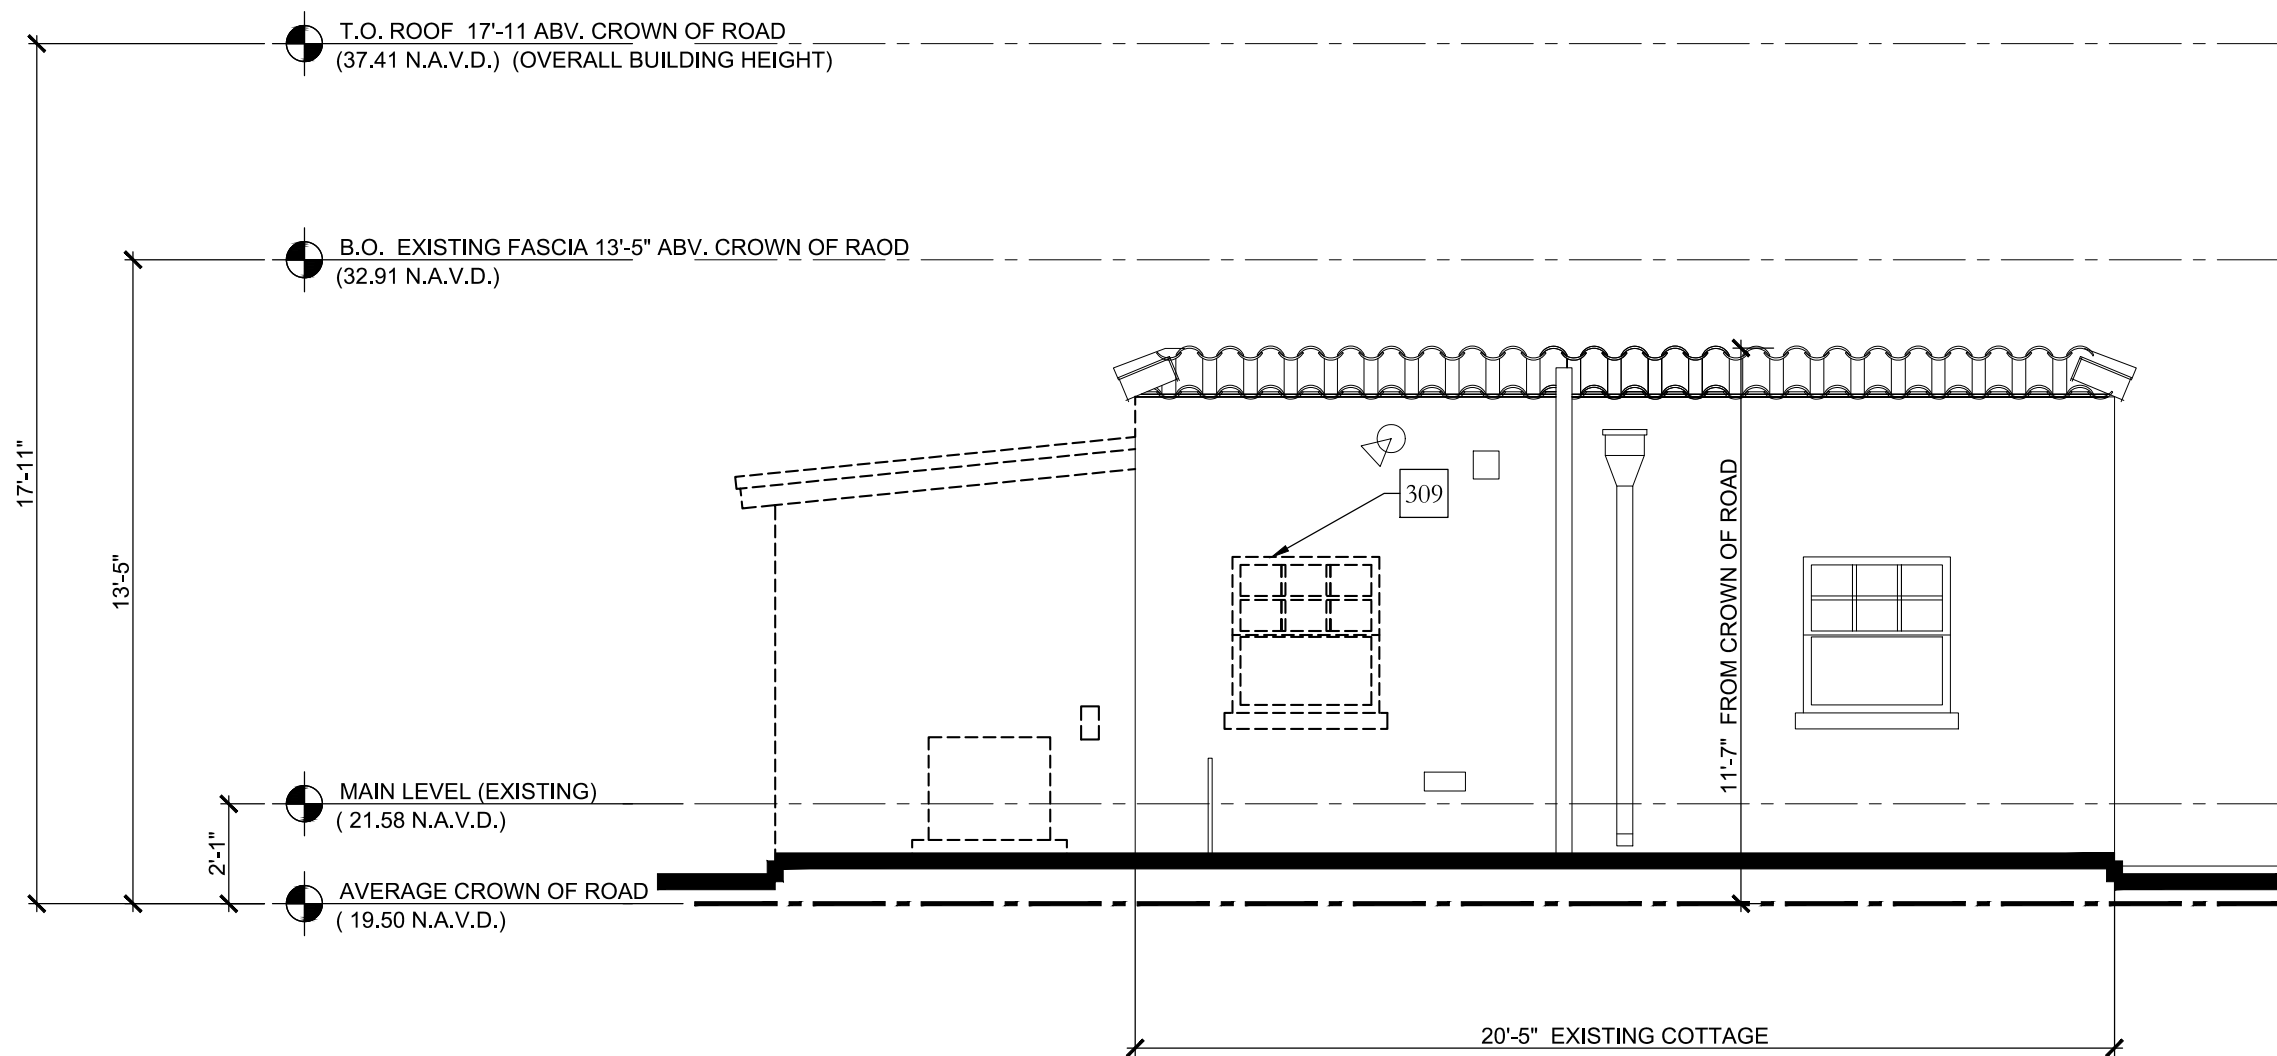 T.O. ROOF 17'-11 ABV. CROWN OF ROAD
(37.41 N.A.V.D.) (OVERALL BUILDING HEIGHT)
B.O. EXISTING FASCIA 13'-5" ABV. CROWN OF RAOD
(32.91 N.A.V.D.)
17'-11"
13'-5"
309
11'-7" FROM CROWN OF ROAD
MAIN LEVEL (EXISTING)
( 21.58 N.A.V.D.)
2'-1"
AVERAGE CROWN OF ROAD
( 19.50 N.A.V.D.)
20'-5" EXISTING COTTAGE